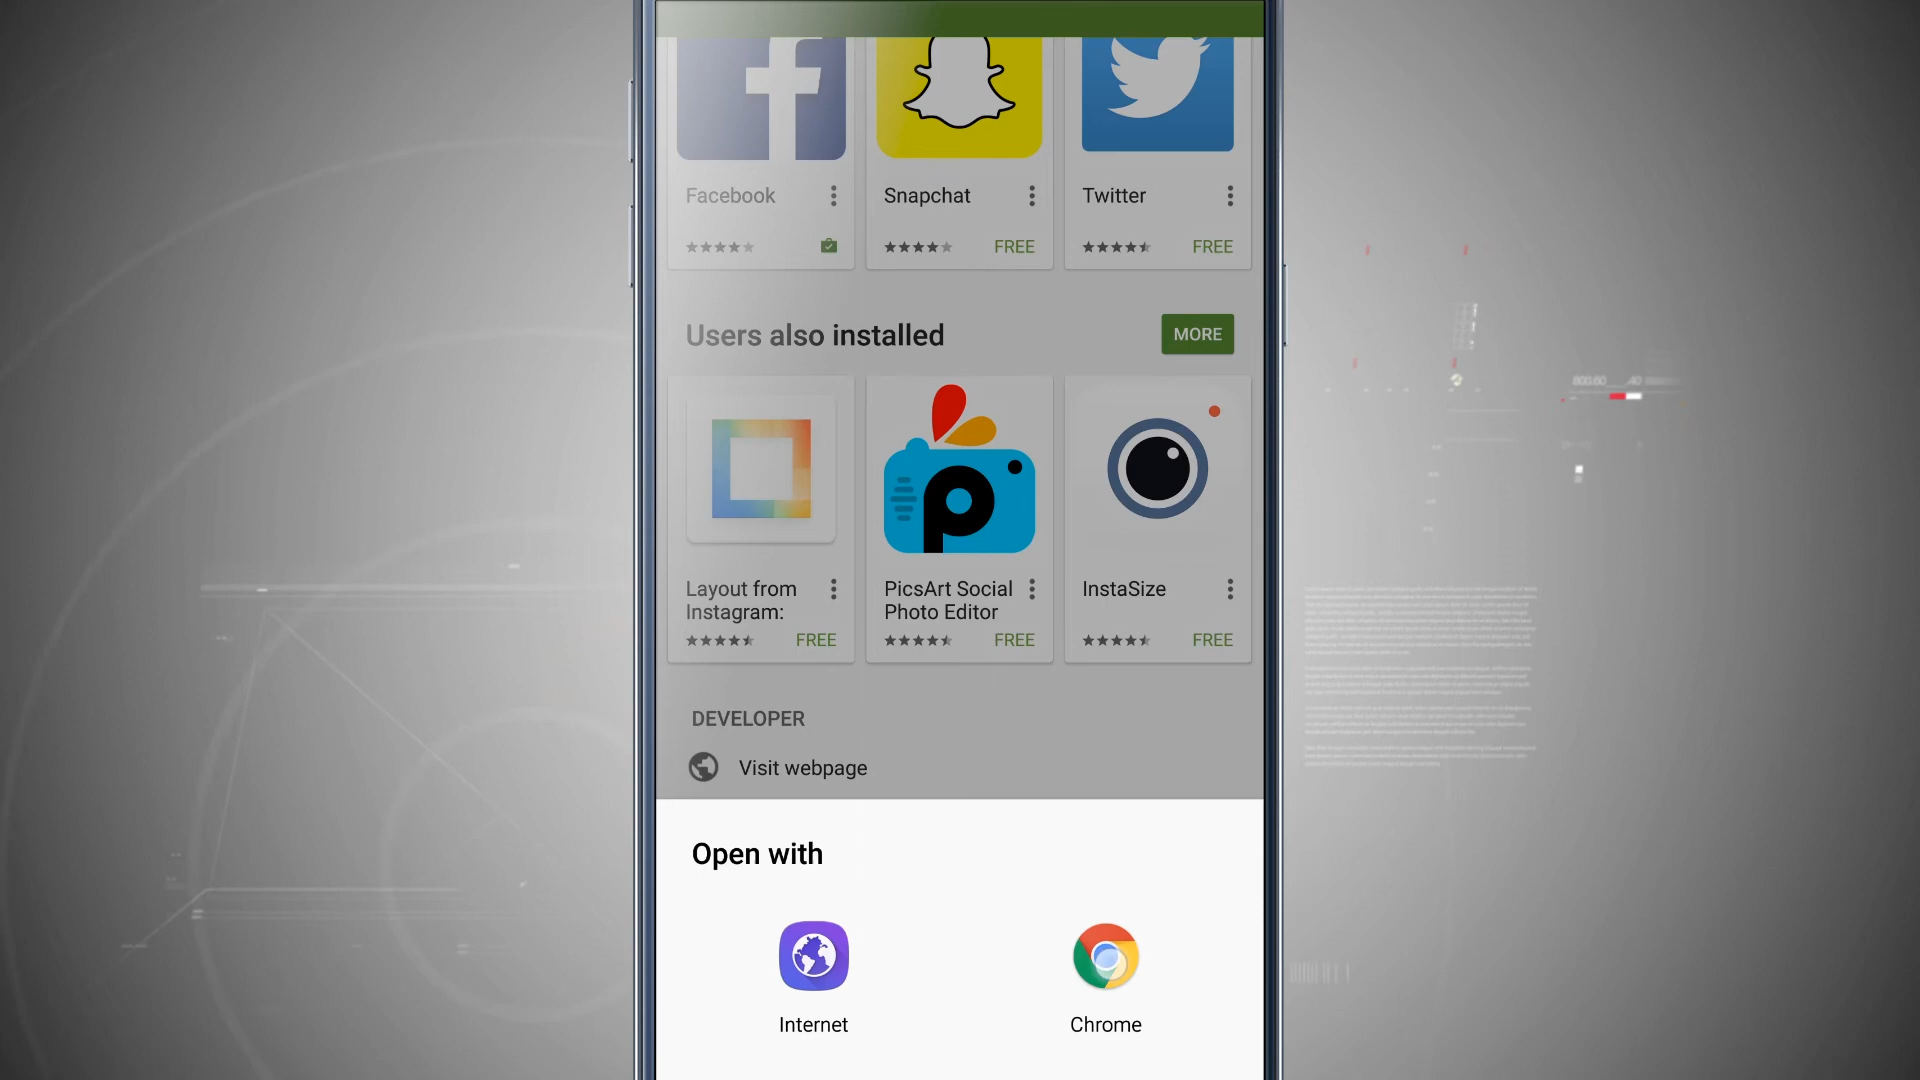 Facebook
Snapchat
Twitter
FREE
FREE
Users also installed
MORE
Layout from
Instagram:
PicsArt Social
Photo Editor
InstaSize
FREE
FREE
FREE
DEVELOPER
Visit webpage
Open with
Internet
Chrome